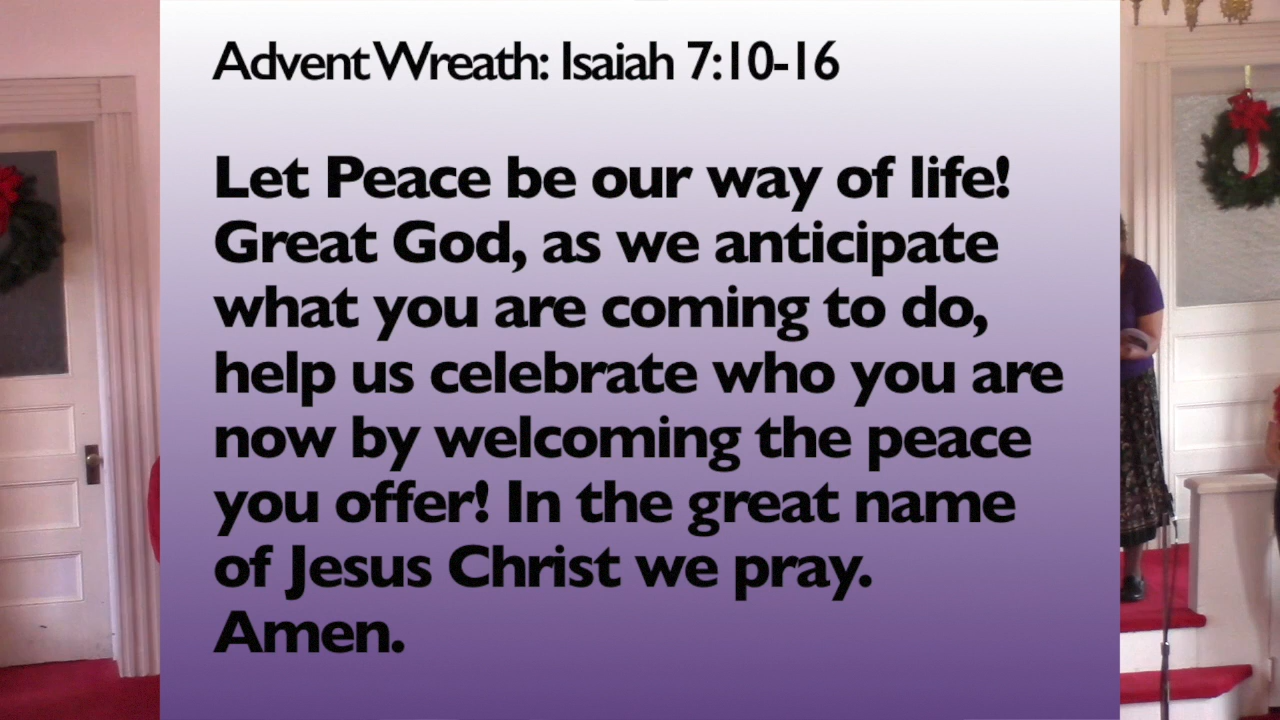 Advent Wreath: Isaiah 7:10-16
Let Peace be our way of life!
Great God, as we anticipate
what you are coming to do,
help us celebrate who you are
now by welcoming the peace
you offer! In the great name
of Jesus Christ we pray.
Amen.